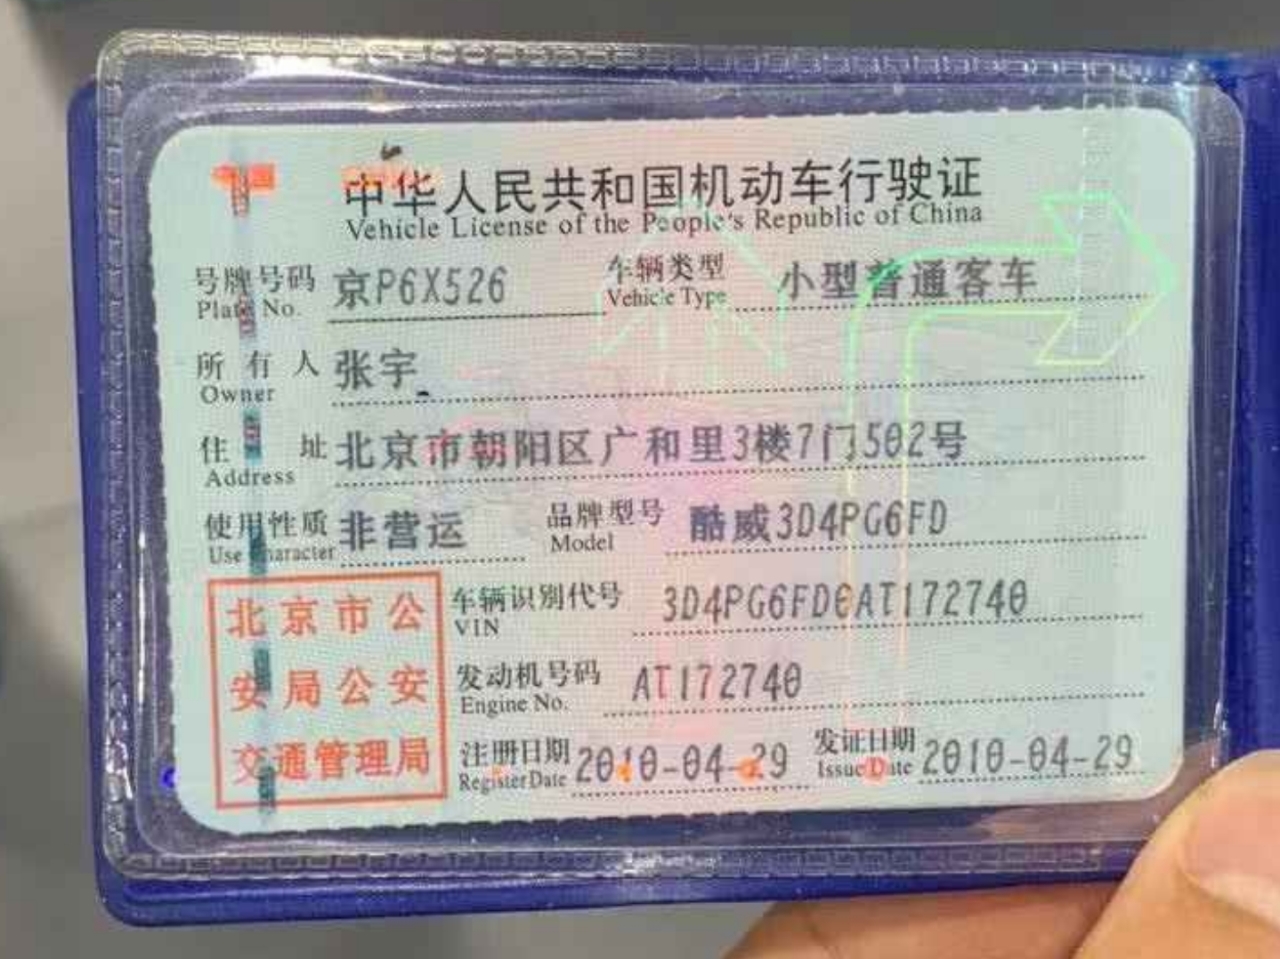 中华人民共和国机动车行驶证
Vehicle License of the People's Republic of China
号牌号码 京P6X526 车辆类型 小型普通客车
Plate No. Vehicle Type
所有人 张宇
Owner
住址 北京市朝阳区广和里3楼7门502号
Address
使用性质 非营运 品牌型号 酷威3D4PG6FD
Use Character Model
北京市公
安局公安
交通管理局
车辆识别代号 3D4PG6FD6AT172740
VIN
发动机号码 AT172740
Engine No.
注册日期 2010-04-29 发证日期 2010-04-29
Register Date Issue Date